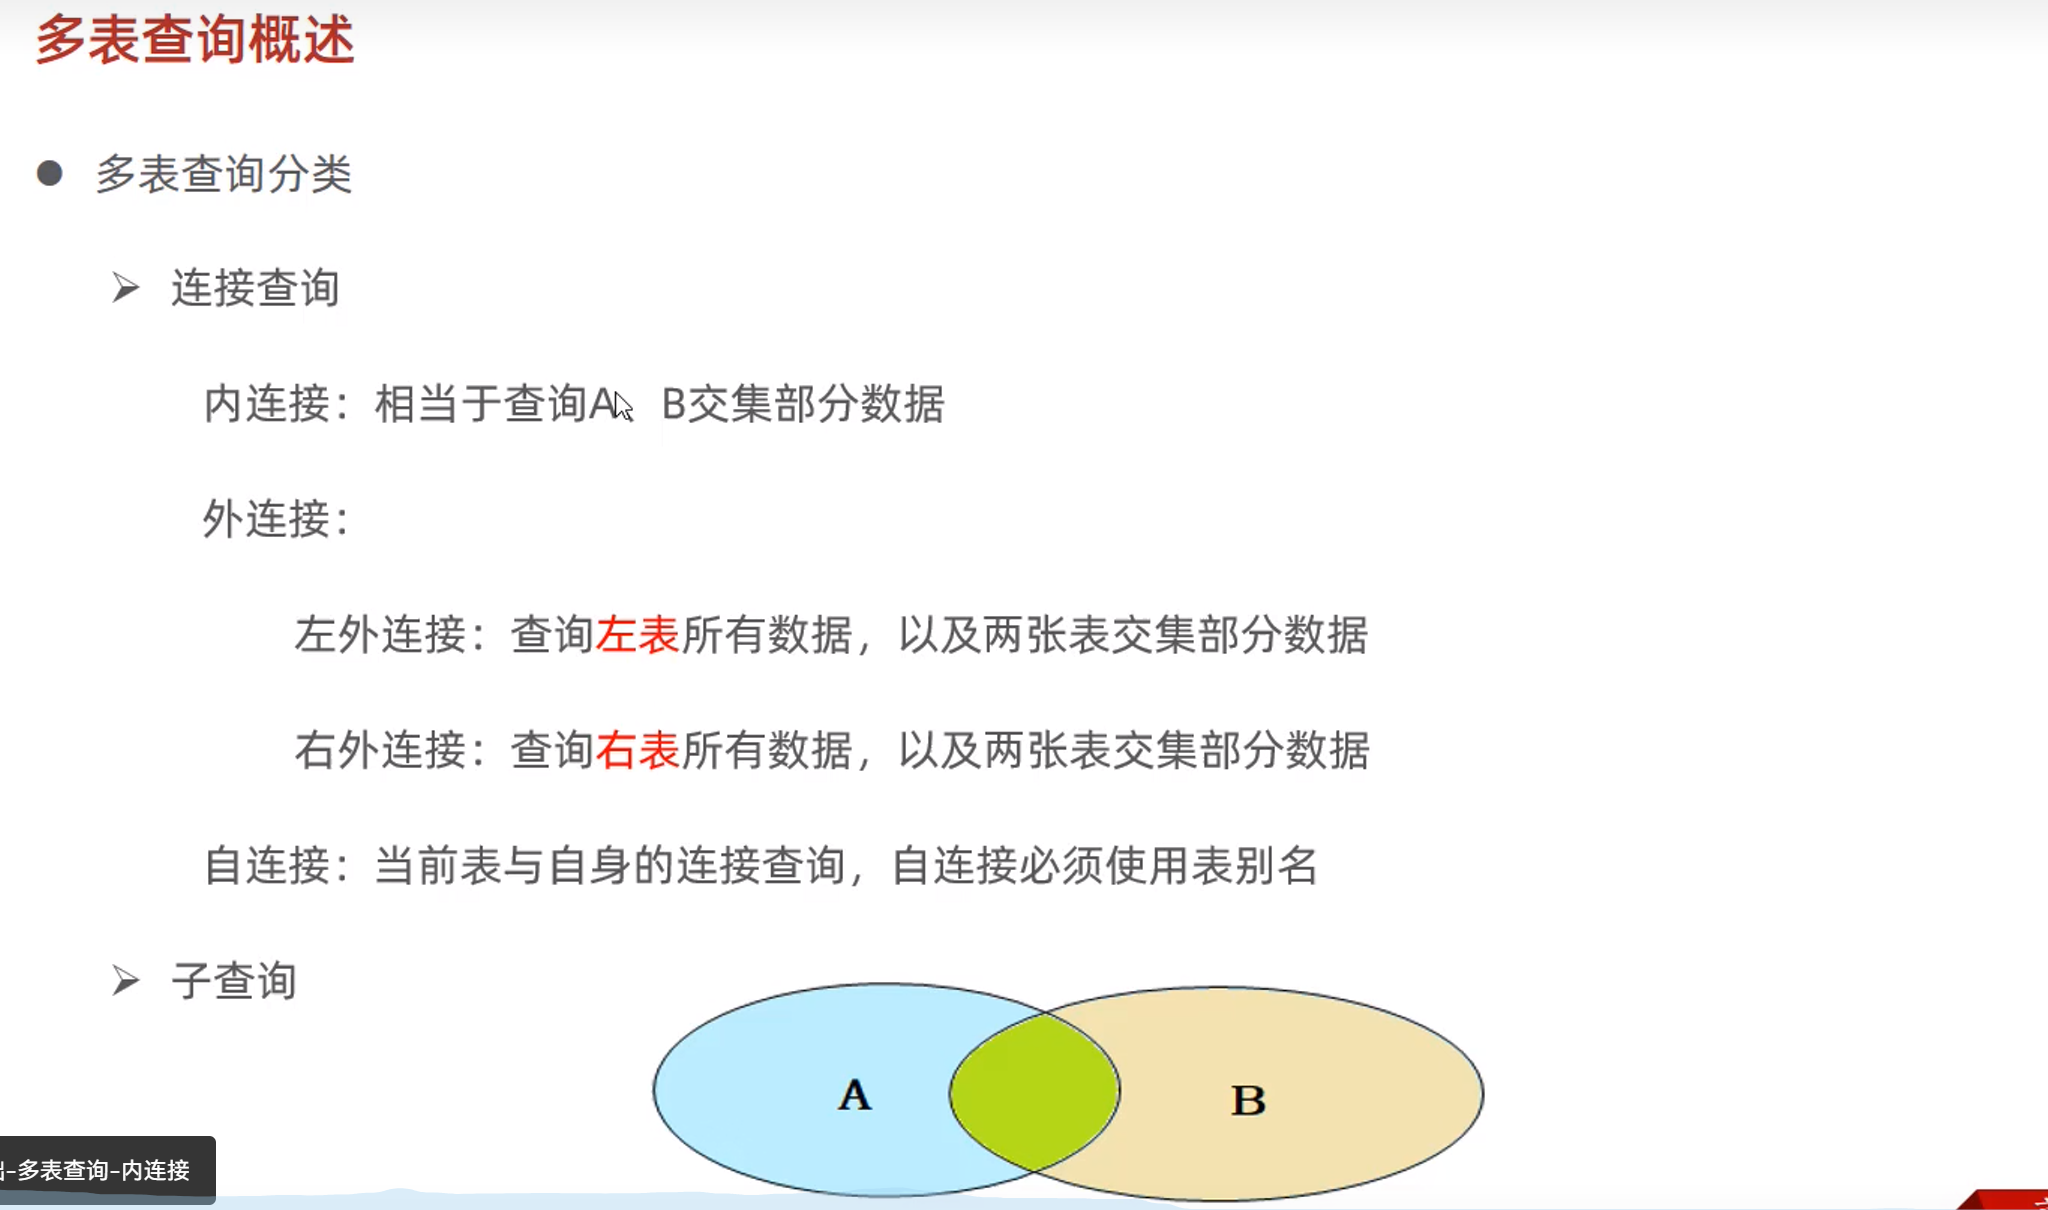 多表查询概述
多表查询分类
连接查询
内连接：相当于查询A、B交集部分数据
外连接：
左外连接：查询左表所有数据，以及两张表交集部分数据
右外连接：查询右表所有数据，以及两张表交集部分数据
自连接：当前表与自身的连接查询，自连接必须使用表别名
子查询
A
B
-多表查询-内连接